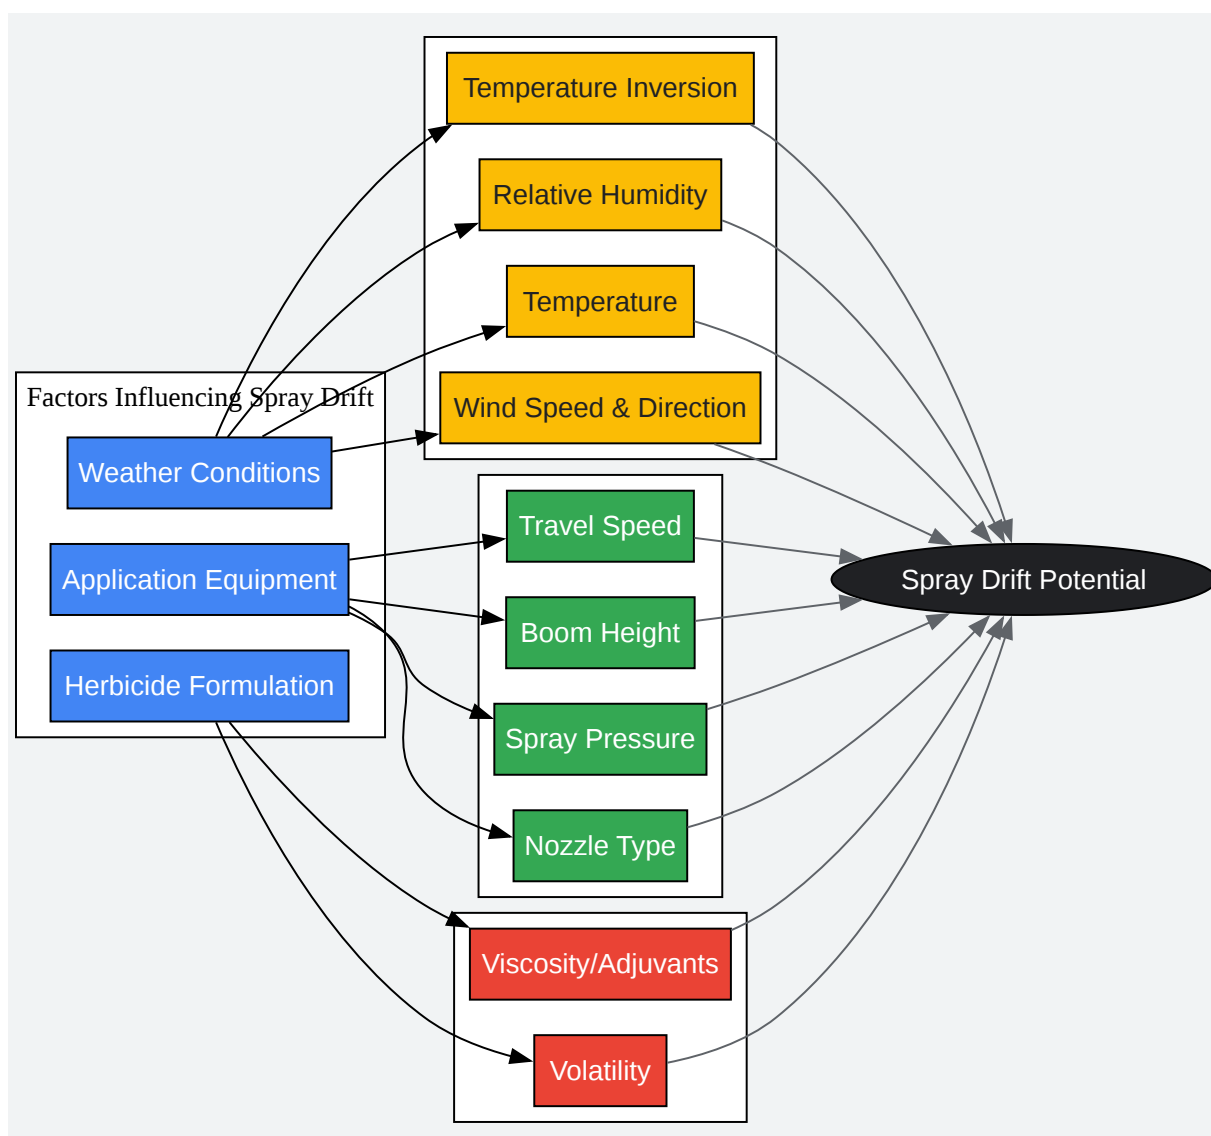 Temperature Inversion
Relative Humidity
Temperature
Wind Speed & Direction
Factors Influencing Spray Drift
Weather Conditions
Application Equipment
Herbicide Formulation
Travel Speed
Boom Height
Spray Pressure
Nozzle Type
Viscosity/Adjuvants
Volatility
Spray Drift Potential